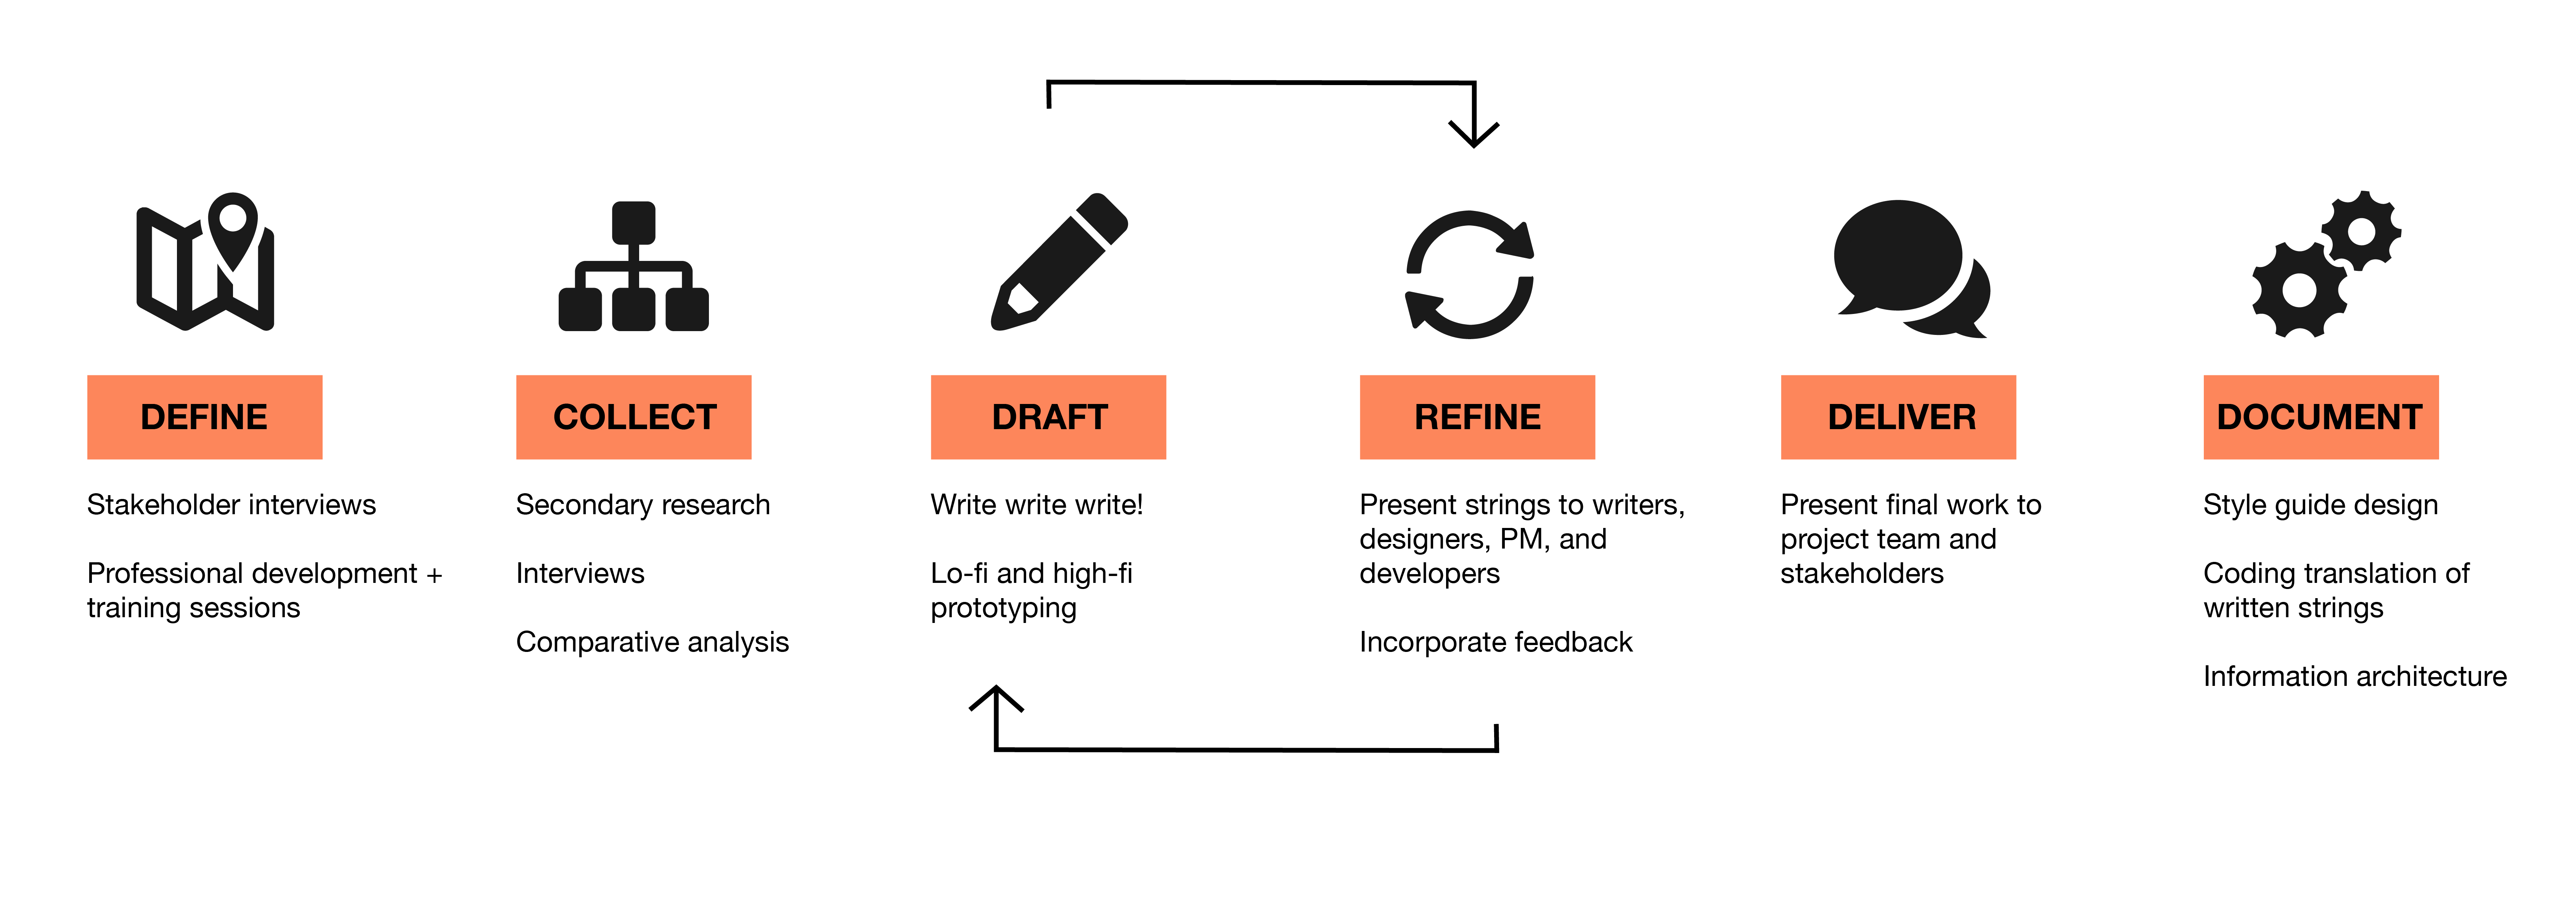 DEFINE
Stakeholder interviews
Professional development +
training sessions
COLLECT
Secondary research
Interviews
Comparative analysis
DRAFT
Write write write!
Lo-fi and high-fi
prototyping
REFINE
Present strings to writers,
designers, PM, and
developers
Incorporate feedback
DELIVER
Present final work to
project team and
stakeholders
DOCUMENT
Style guide design
Coding translation of
written strings
Information architecture